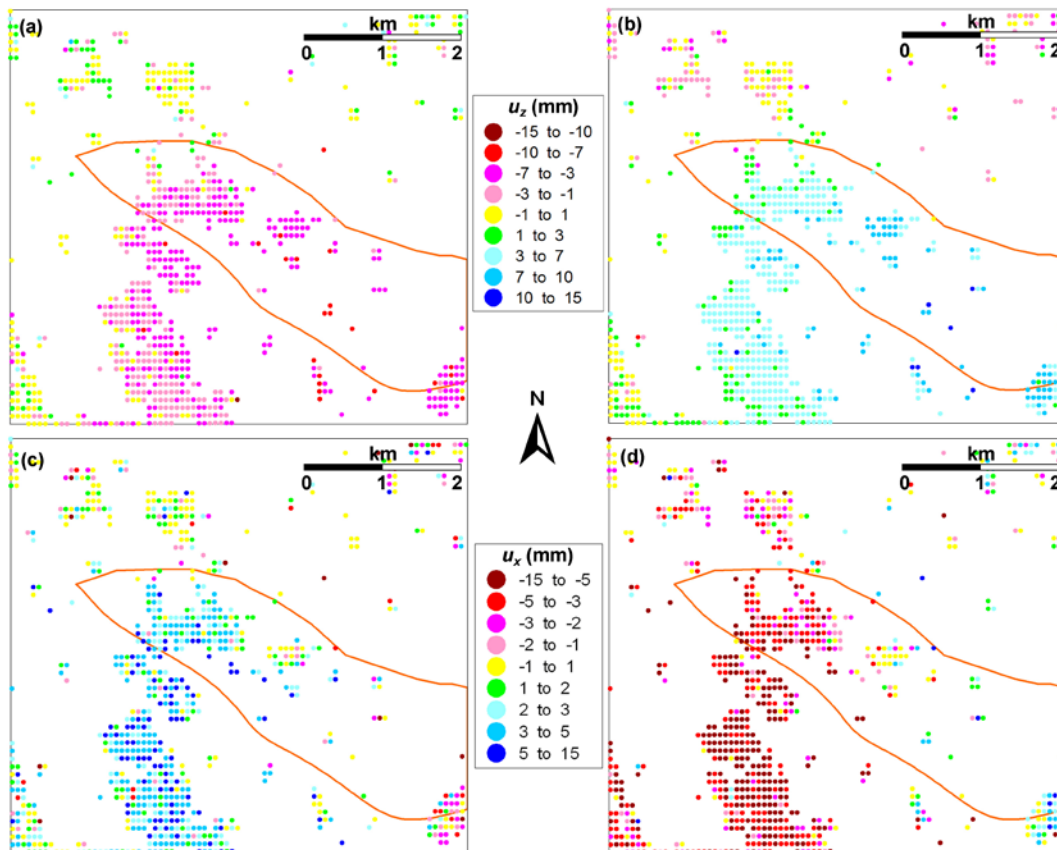 (a)
km
0 1 2
(b)
km
0 1 2
u_z (mm)
-15 to -10
-10 to -7
-7 to -3
-3 to -1
-1 to 1
1 to 3
3 to 7
7 to 10
10 to 15
N
(c)
km
0 1 2
(d)
km
0 1 2
u_x (mm)
-15 to -5
-5 to -3
-3 to -2
-2 to -1
-1 to 1
1 to 2
2 to 3
3 to 5
5 to 15